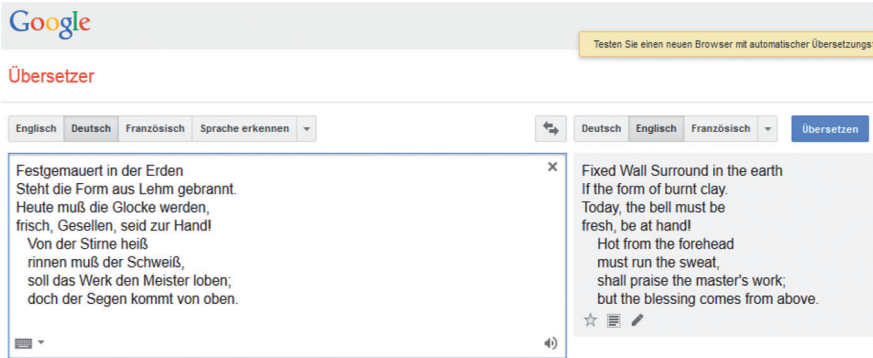 Google
Testen Sie einen neuen Browser mit automatischer Übersetzungsf
Übersetzer
Englisch Deutsch Französisch Sprache erkennen Deutsch Englisch Französisch Übersetzen
Festgemauert in der Erden
Steht die Form aus Lehm gebrannt.
Heute muß die Glocke werden,
frisch, Gesellen, seid zur Hand!
Von der Stirne heiß
rinnen muß der Schweiß,
soll das Werk den Meister loben;
doch der Segen kommt von oben.
Fixed Wall Surround in the earth
If the form of burnt clay.
Today, the bell must be
fresh, be at hand!
Hot from the forehead
must run the sweat,
shall praise the master's work;
but the blessing comes from above.